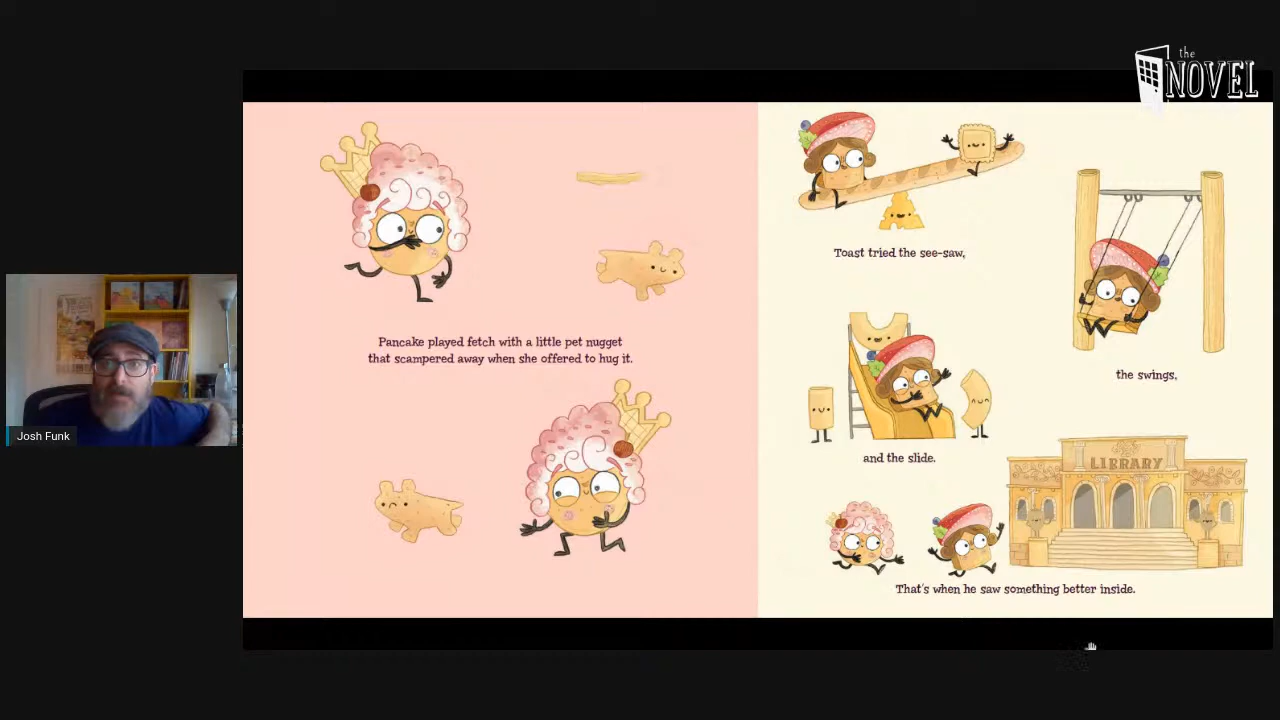 the
NOVEL
Pancake played fetch with a little pet nugget
that scampered away when she offered to hug it.
Toast tried the see-saw,
the swings,
and the slide.
LIBRARY
That's when he saw something better inside.
Josh Funk